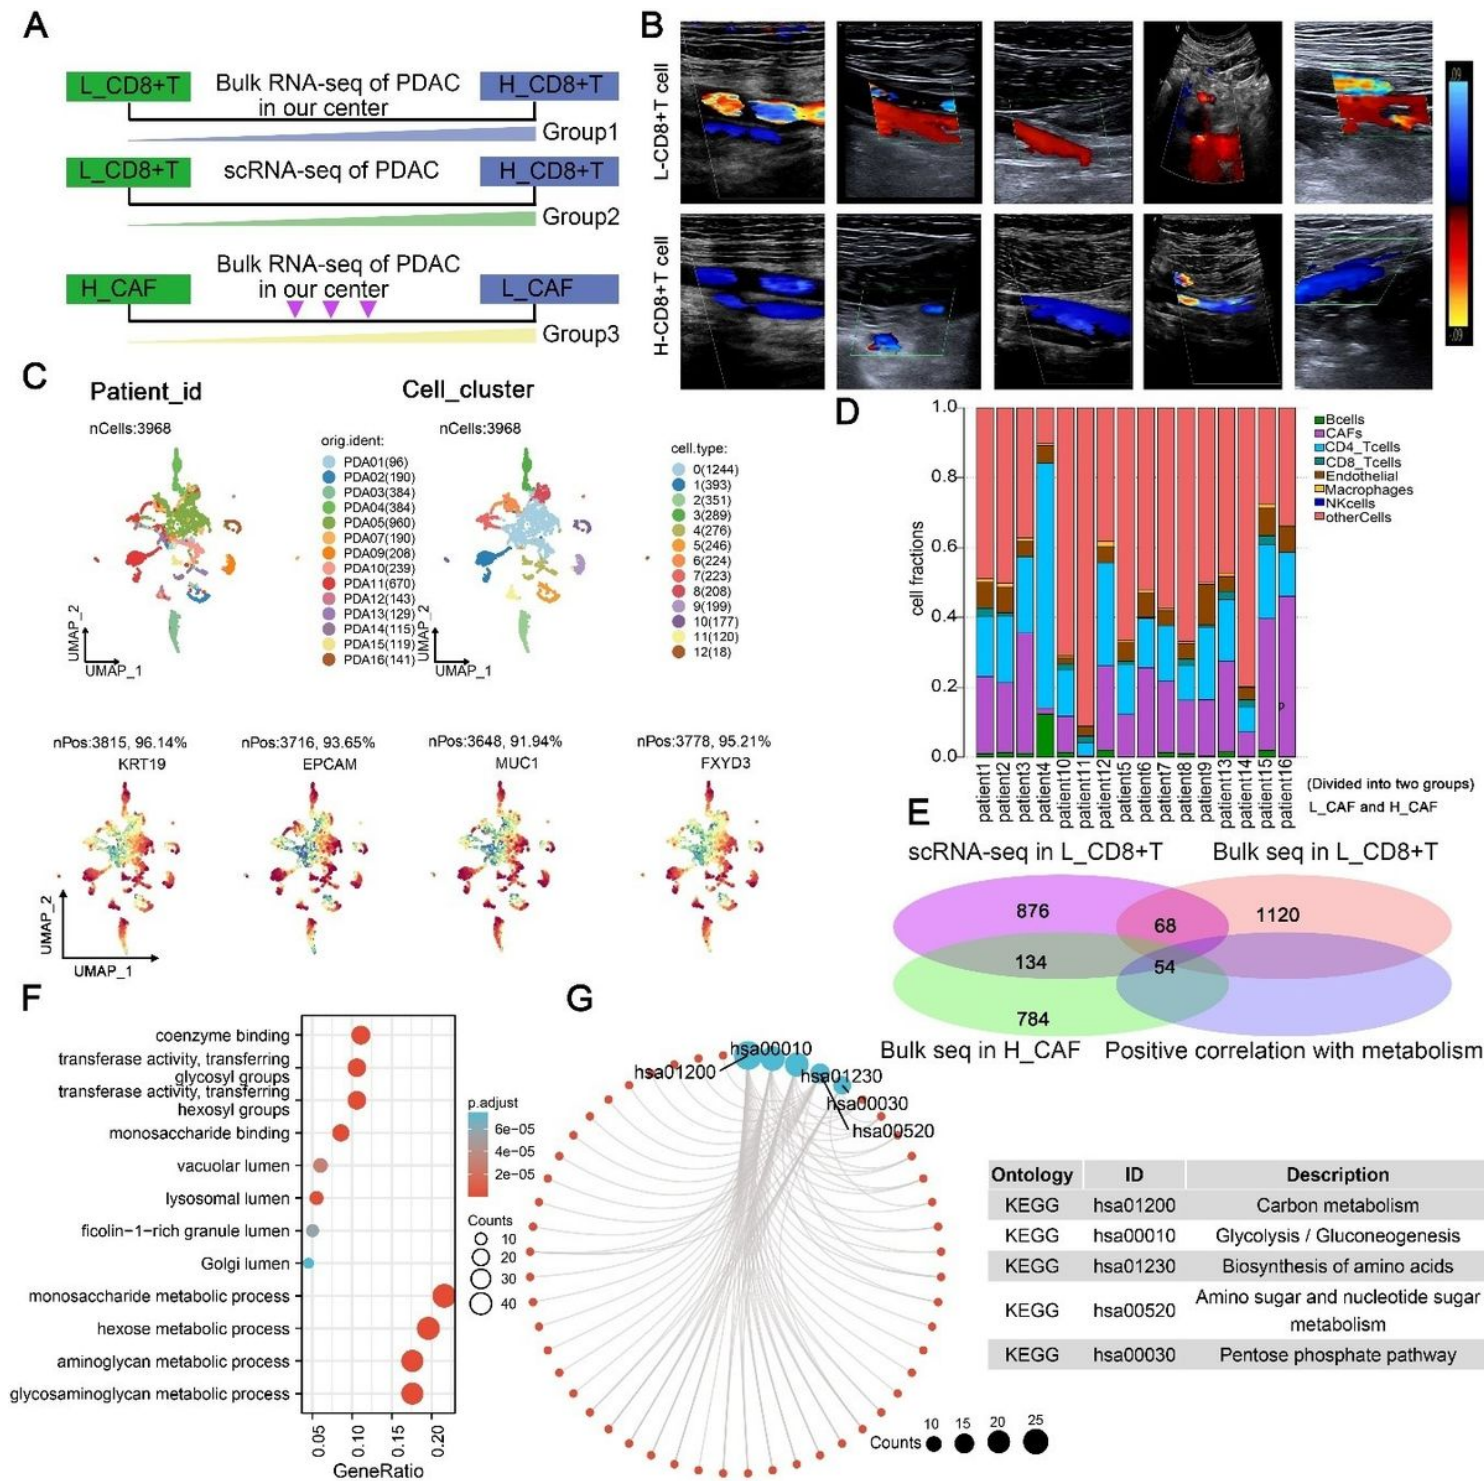 A
L_CD8+T
Bulk RNA-seq of PDAC
in our center
H_CD8+T
Group1
L_CD8+T
scRNA-seq of PDAC
H_CD8+T
Group2
H_CAF
Bulk RNA-seq of PDAC
in our center
L_CAF
Group3
B
L-CD8+T cell
H-CD8+T cell
.09
-.09
C
Patient_id
nCells:3968
orig.ident:
PDA01(96)
PDA02(190)
PDA03(384)
PDA04(384)
PDA05(960)
PDA07(190)
PDA09(208)
PDA10(239)
PDA11(670)
PDA12(143)
PDA13(129)
PDA14(115)
PDA15(119)
PDA16(141)
UMAP_2
UMAP_1
Cell_cluster
nCells:3968
cell.type:
0(1244)
1(393)
2(351)
3(289)
4(276)
5(246)
6(224)
7(223)
8(208)
9(199)
10(177)
11(120)
12(18)
UMAP_2
UMAP_1
nPos:3815, 96.14%
KRT19
nPos:3716, 93.65%
EPCAM
nPos:3648, 91.94%
MUC1
nPos:3778, 95.21%
FXYD3
UMAP_2
UMAP_1
D
cell fractions
1.0
0.8
0.6
0.4
0.2
0.0
patient1
patient2
patient3
patient4
patient10
patient11
patient12
patient5
patient6
patient7
patient8
patient9
patient13
patient14
patient15
patient16
P
Bcells
CAFs
CD4_Tcells
CD8_Tcells
Endothelial
Macrophages
NKcells
otherCells
(Divided into two groups)
L_CAF and H_CAF
E
scRNA-seq in L_CD8+T
Bulk seq in L_CD8+T
876
68
1120
134
54
784
Bulk seq in H_CAF
Positive correlation with metabolism
F
coenzyme binding
transferase activity, transferring
glycosyl groups
transferase activity, transferring
hexosyl groups
monosaccharide binding
vacuolar lumen
lysosomal lumen
ficolin−1−rich granule lumen
Golgi lumen
monosaccharide metabolic process
hexose metabolic process
aminoglycan metabolic process
glycosaminoglycan metabolic process
0.05
0.10
0.15
0.20
GeneRatio
p.adjust
6e−05
4e−05
2e−05
Counts
10
20
30
40
G
hsa00010
hsa01200
hsa01230
hsa00030
hsa00520
Counts
10
15
20
25
Ontology ID Description
KEGG hsa01200 Carbon metabolism
KEGG hsa00010 Glycolysis / Gluconeogenesis
KEGG hsa01230 Biosynthesis of amino acids
KEGG hsa00520 Amino sugar and nucleotide sugar
metabolism
KEGG hsa00030 Pentose phosphate pathway